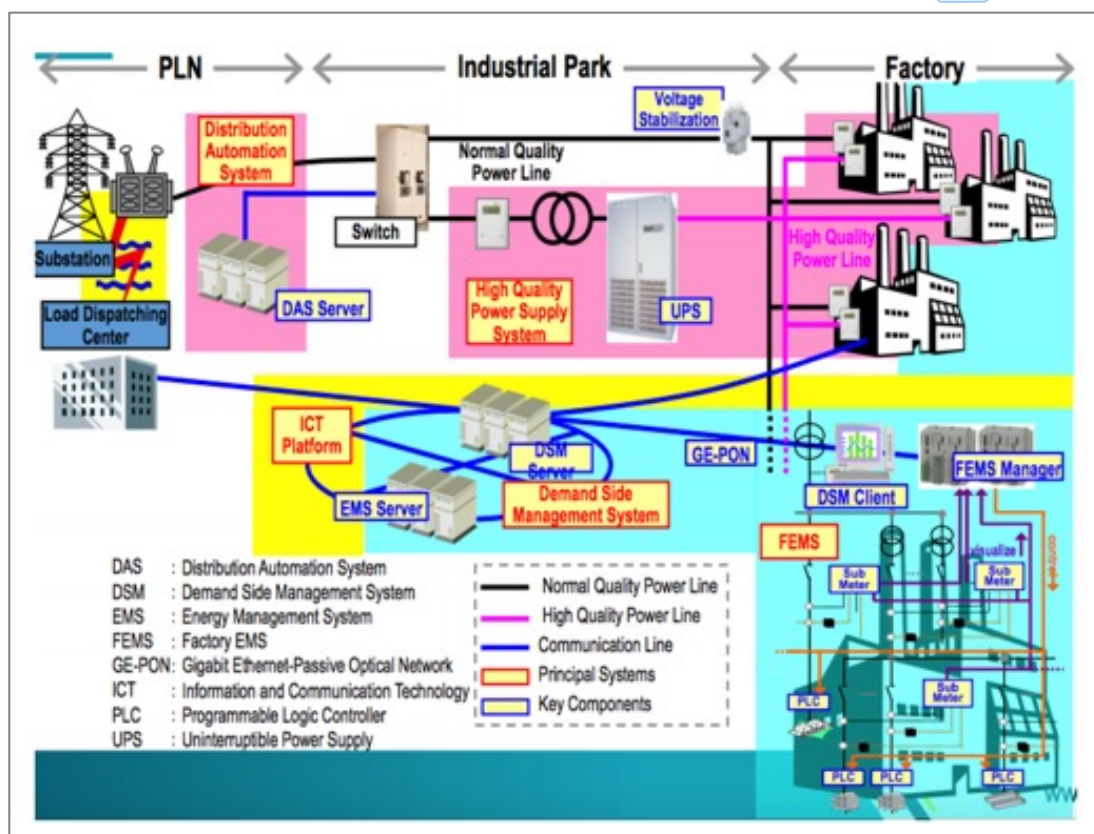 PLN
Industrial Park
Factory
Distribution
Automation
System
Voltage
Stabilization
Normal Quality
Power Line
Switch
Substation
Load Dispatching
Center
DAS Server
High Quality
Power Supply
System
UPS
High Quality
Power Line
ICT
Platform
DSM
Server
EMS Server
Demand Side
Management System
GE-PON
DSM Client
FEMS Manager
FEMS
visualize
control
Sub
Meter
Sub
Meter
Sub
Meter
PLC
PLC
PLC
PLC
DAS : Distribution Automation System
DSM : Demand Side Management System
EMS : Energy Management System
FEMS : Factory EMS
GE-PON : Gigabit Ethernet-Passive Optical Network
ICT : Information and Communication Technology
PLC : Programmable Logic Controller
UPS : Uninterruptible Power Supply
Normal Quality Power Line
High Quality Power Line
Communication Line
Principal Systems
Key Components